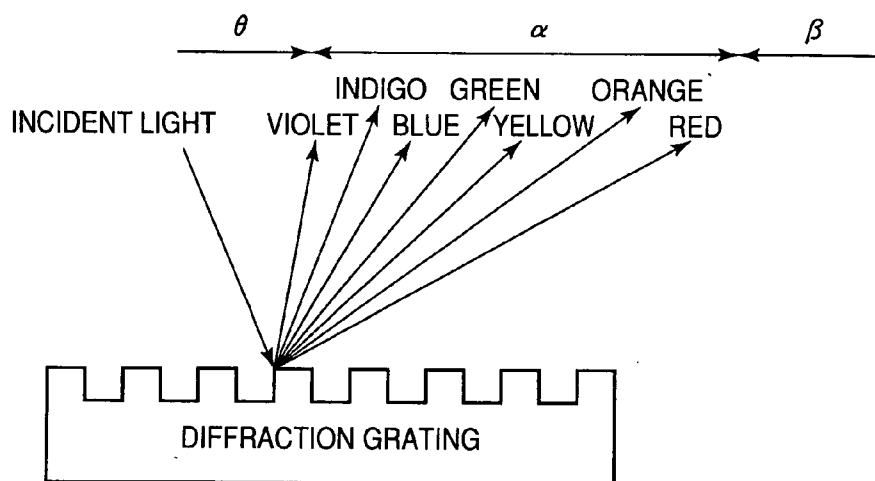 θ α β
INDIGO GREEN ORANGE
INCIDENT LIGHT VIOLET BLUE YELLOW RED
DIFFRACTION GRATING